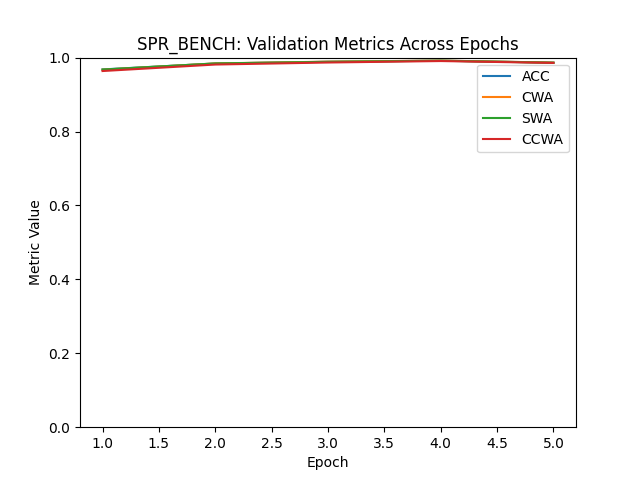 SPR_BENCH: Validation Metrics Across Epochs
1.0
0.8
0.6
0.4
0.2
0.0
Metric Value
ACC
CWA
SWA
CCWA
1.0 1.5 2.0 2.5 3.0 3.5 4.0 4.5 5.0
Epoch